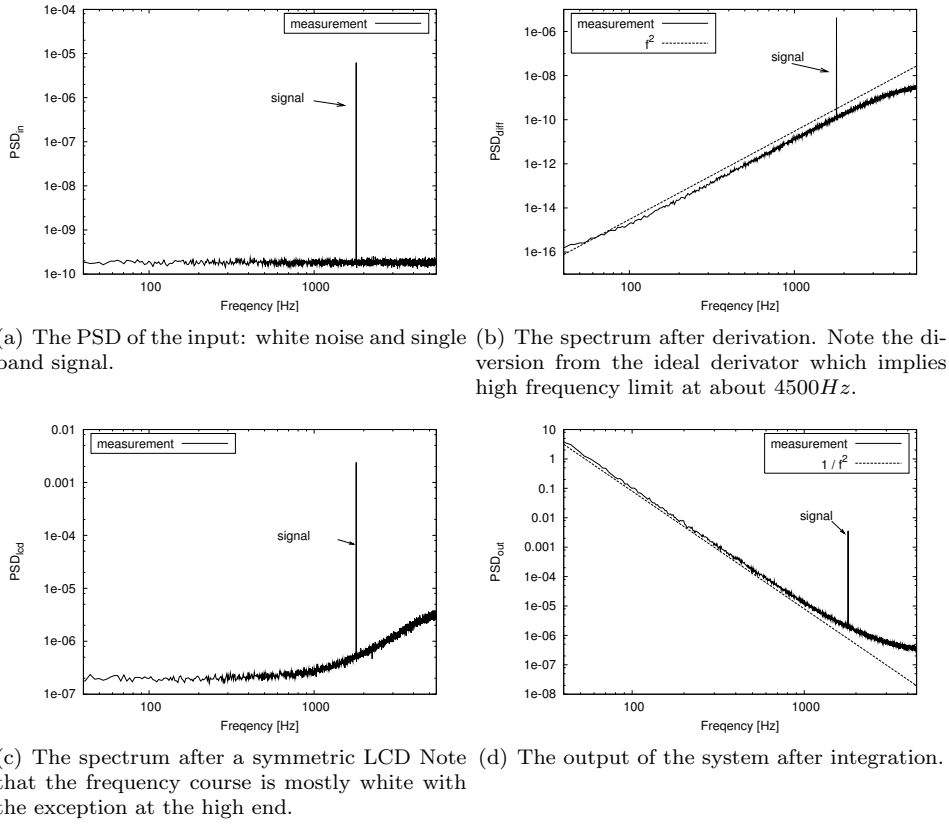 1e-04
1e-05
1e-06
1e-07
1e-08
1e-09
1e-10
PSD_in
measurement
signal
100
1000
Freqency [Hz]
1e-06
1e-08
1e-10
1e-12
1e-14
1e-16
PSD_diff
measurement
f^2
signal
100
1000
Freqency [Hz]
(a) The PSD of the input: white noise and single
band signal.
(b) The spectrum after derivation. Note the di-
version from the ideal derivator which implies
high frequency limit at about 4500Hz.
0.01
0.001
1e-04
1e-05
1e-06
1e-07
PSD_lcd
measurement
signal
100
1000
Freqency [Hz]
10
1
0.1
0.01
0.001
1e-04
1e-05
1e-06
1e-07
1e-08
PSD_out
measurement
1 / f^2
signal
100
1000
Freqency [Hz]
(c) The spectrum after a symmetric LCD Note
that the frequency course is mostly white with
the exception at the high end.
(d) The output of the system after integration.